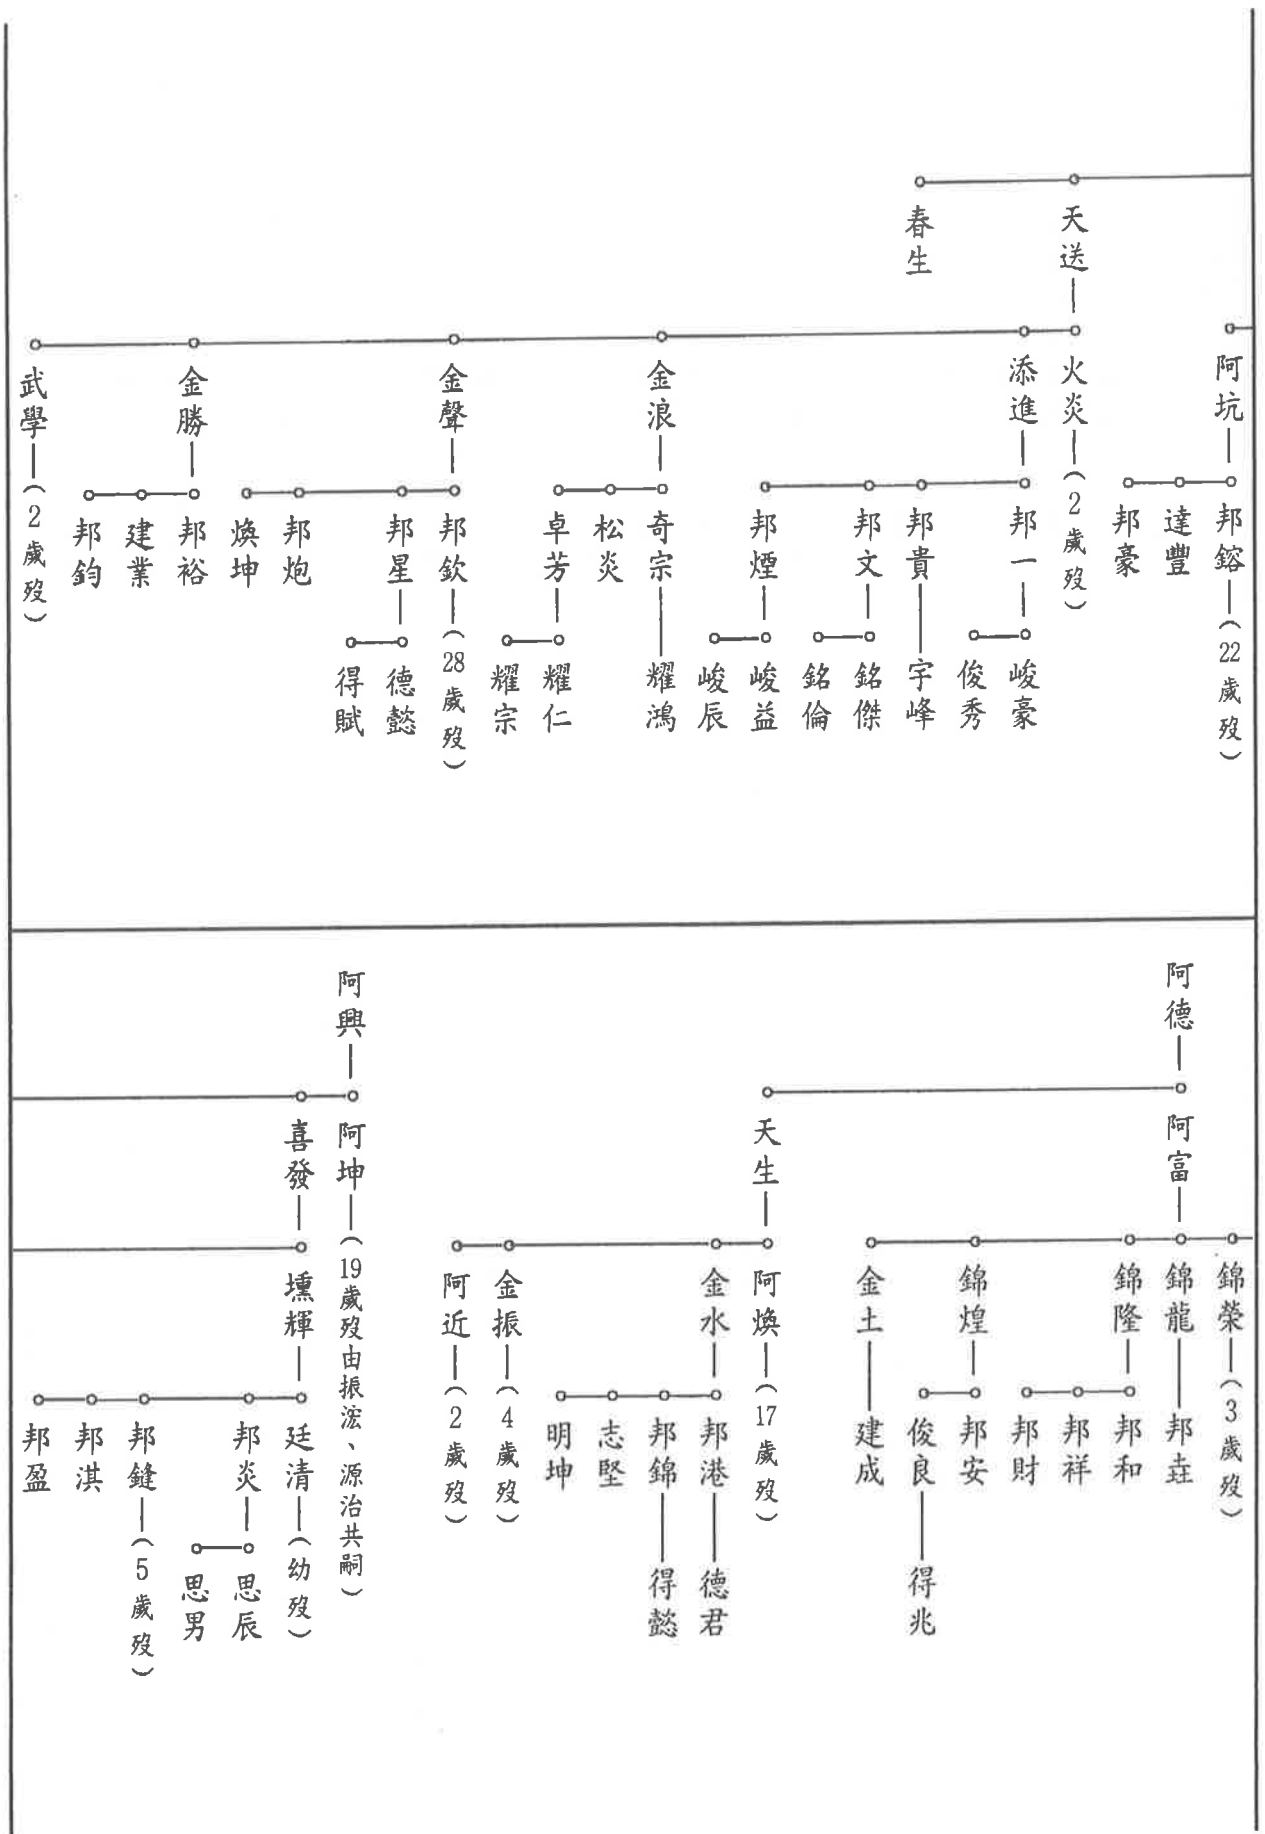 天送
春生
阿坑
火炎(2歲歿)
添進
金浪
金聲
金勝
武學(2歲歿)
邦鎔(22歲歿)
達豐
邦豪
邦一
邦貴
邦文
邦煙
奇宗
松炎
卓芳
邦欽(28歲歿)
邦星
邦炮
煥坤
邦裕
建業
邦鈞
峻豪
俊秀
宇峰
銘傑
銘倫
峻益
峻辰
耀鴻
耀仁
耀宗
德懿
得賦
阿德
阿興
阿富
天生
阿坤(19歲歿由振浤、源治共嗣)
喜發
錦榮(3歲歿)
錦龍
錦隆
錦煌
金土
阿煥(17歲歿)
金水
金振(4歲歿)
阿近(2歲歿)
壎輝
邦垚
邦和
邦祥
邦財
邦安
俊良
建成
邦港
邦錦
志堅
明坤
廷清(幼歿)
邦炎
邦鏠(5歲歿)
邦淇
邦盈
得兆
德君
得懿
思辰
思男